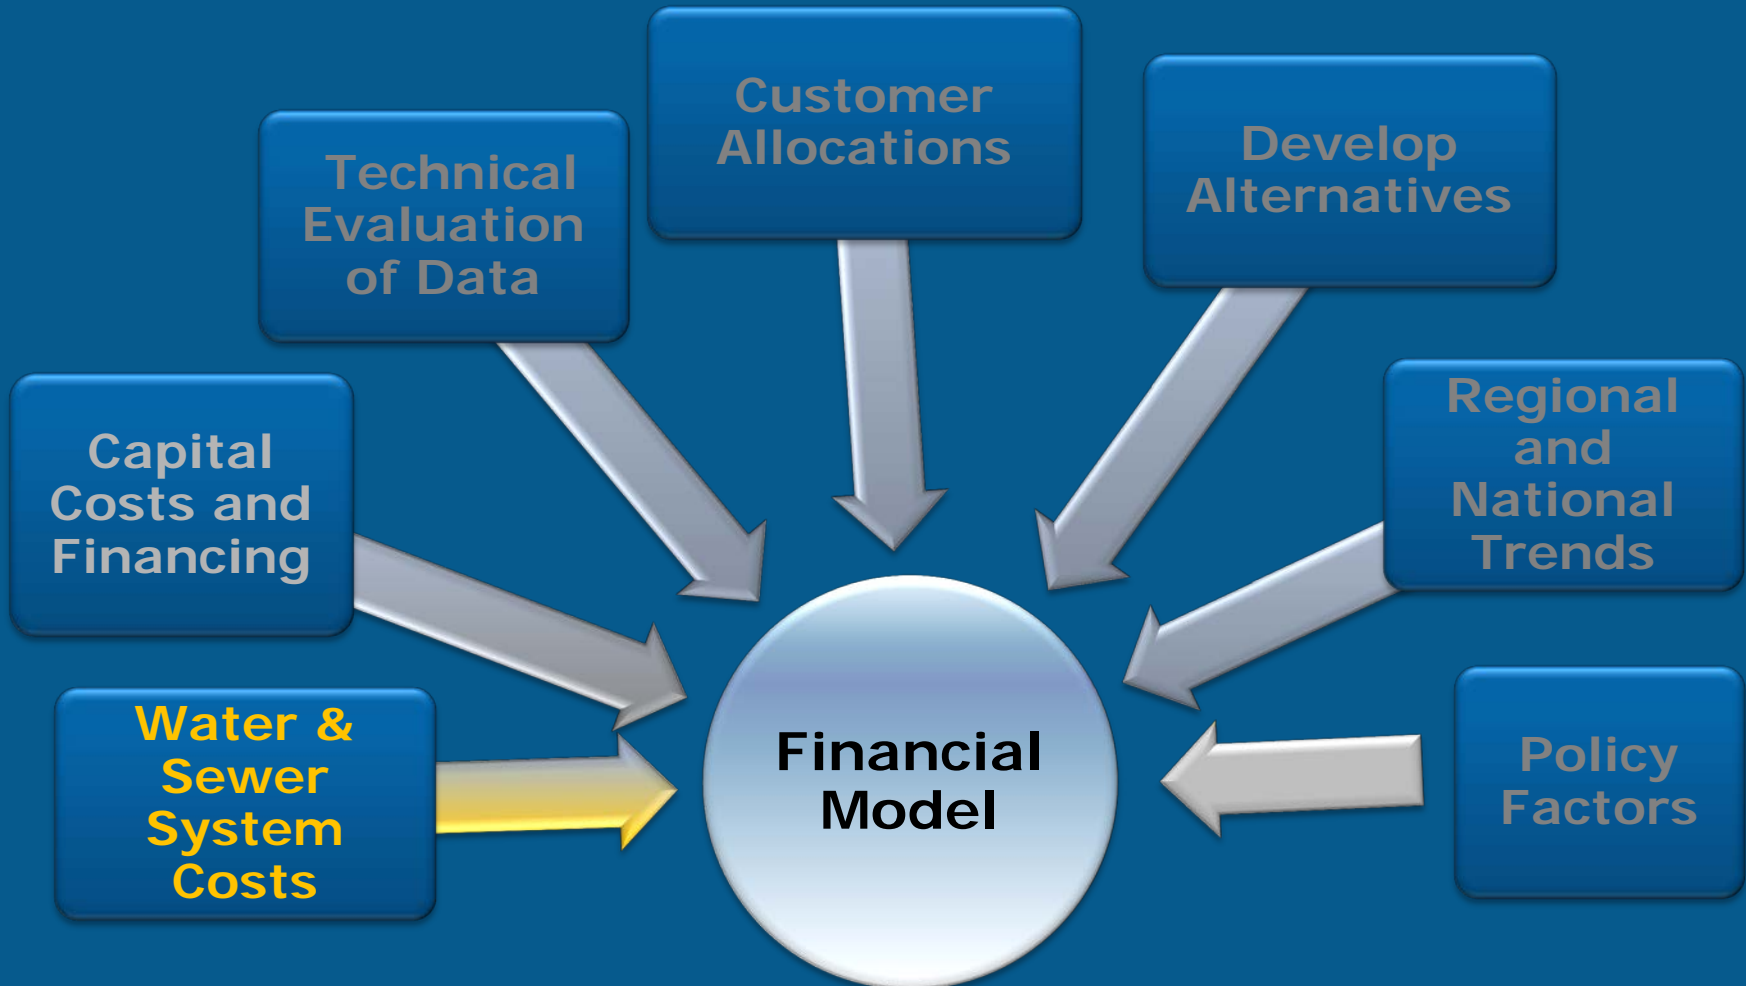 Customer
Allocations
Technical
Evaluation
of Data
Develop
Alternatives
Capital
Costs and
Financing
Regional
and
National
Trends
Water &
Sewer
System
Costs
Financial
Model
Policy
Factors